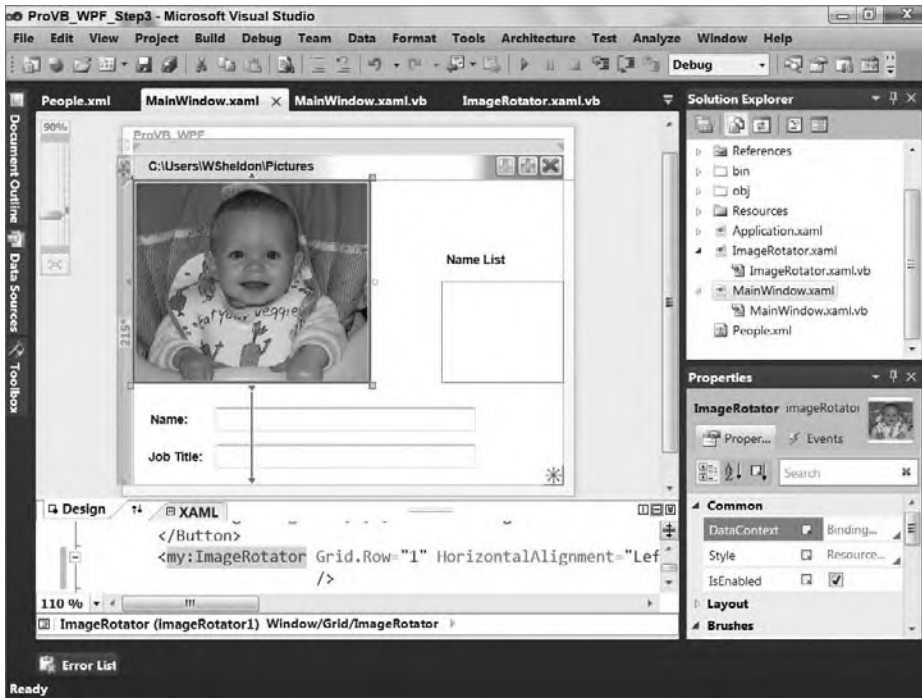 ProVB_WPF_Step3 - Microsoft Visual Studio
File Edit View Project Build Debug Team Data Format Tools Architecture Test Analyze Window Help
Debug
People.xml MainWindow.xaml MainWindow.xaml.vb ImageRotator.xaml.vb
Document Outline
Data Sources
Toolbox
90%
ProVB_WPF
C:\Users\WSheldon\Pictures
eat your veggies
Name List
215*
Name:
Job Title:
Design XAML
</Button>
<my:ImageRotator Grid.Row="1" HorizontalAlignment="Lef
/>
110 %
ImageRotator (imageRotator1) Window/Grid/ImageRotator
Solution Explorer
References
bin
obj
Resources
Application.xaml
ImageRotator.xaml
ImageRotator.xaml.vb
MainWindow.xaml
MainWindow.xaml.vb
People.xml
Properties
ImageRotator imageRotator
Proper... Events
Search
Common
DataContext Binding...
Style Resource...
IsEnabled
Layout
Brushes
Error List
Ready